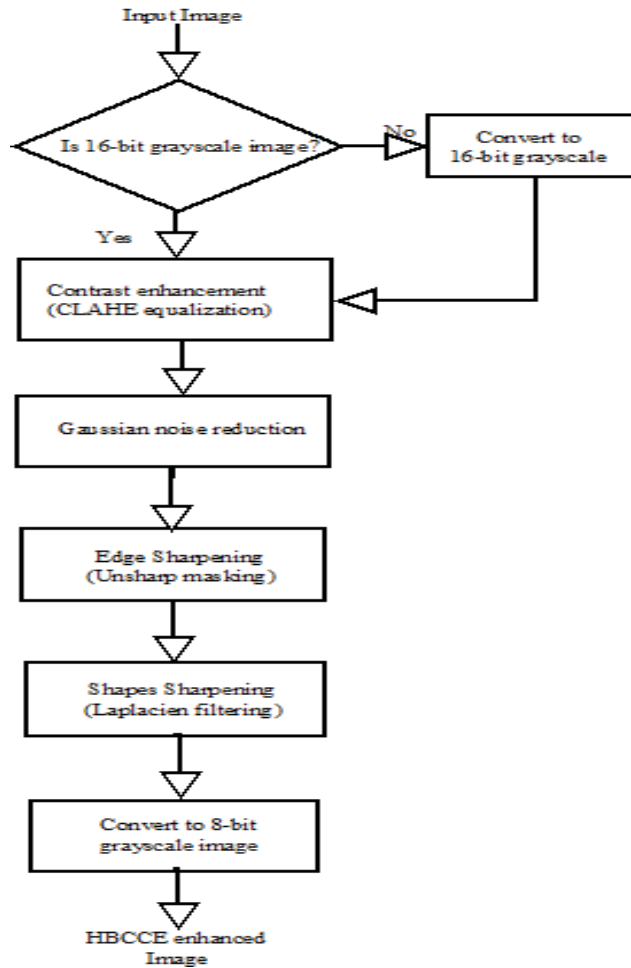 Input Image
Is 16-bit grayscale image?
No
Convert to
16-bit grayscale
Yes
Contrast enhancement
(CLAHE equalization)
Gaussian noise reduction
Edge Sharpening
(Unsharp masking)
Shapes Sharpening
(Laplacien filtering)
Convert to 8-bit
grayscale image
HBCCE enhanced
Image